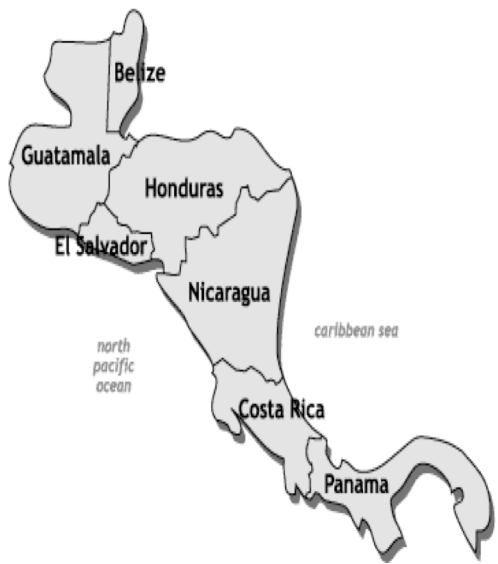 Belize
Guatamala
Honduras
El Salvador
Nicaragua
caribbean sea
north
pacific
ocean
Costa Rica
Panama